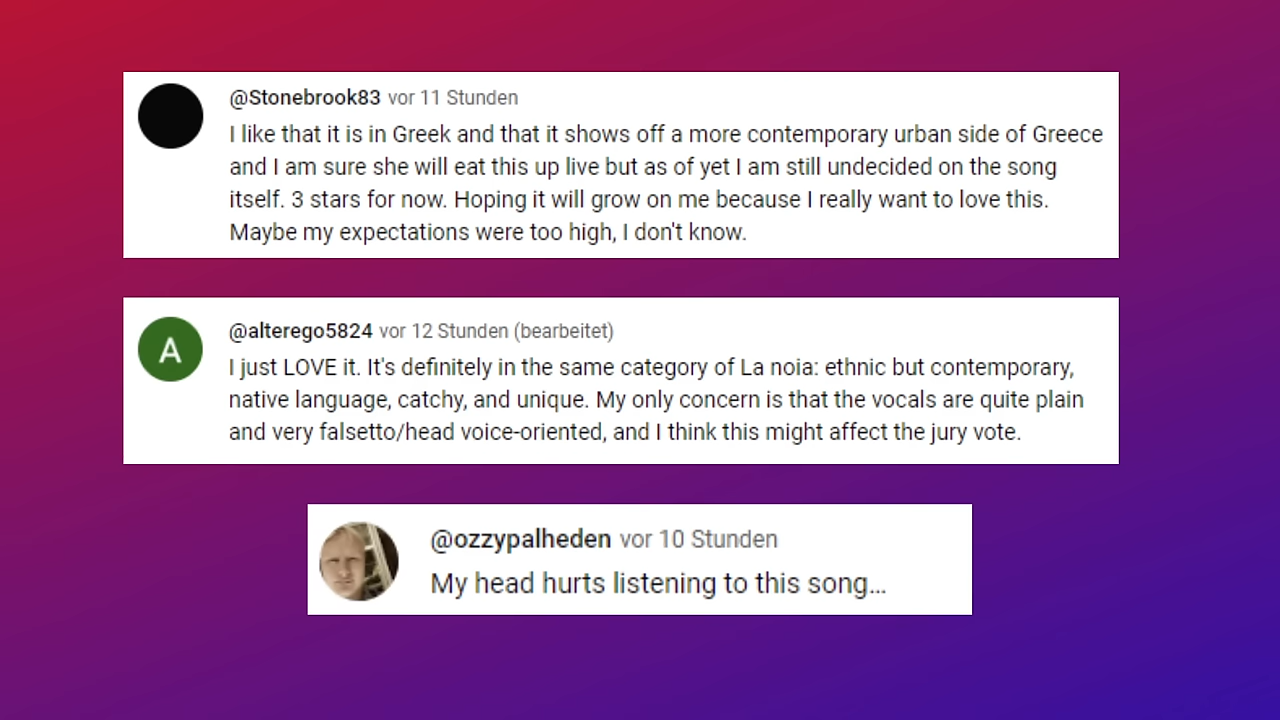 @Stonebrook83 vor 11 Stunden
I like that it is in Greek and that it shows off a more contemporary urban side of Greece
and I am sure she will eat this up live but as of yet I am still undecided on the song
itself. 3 stars for now. Hoping it will grow on me because I really want to love this.
Maybe my expectations were too high, I don't know.
A
@alterego5824 vor 12 Stunden (bearbeitet)
I just LOVE it. It's definitely in the same category of La noia: ethnic but contemporary,
native language, catchy, and unique. My only concern is that the vocals are quite plain
and very falsetto/head voice-oriented, and I think this might affect the jury vote.
@ozzypalheden vor 10 Stunden
My head hurts listening to this song...